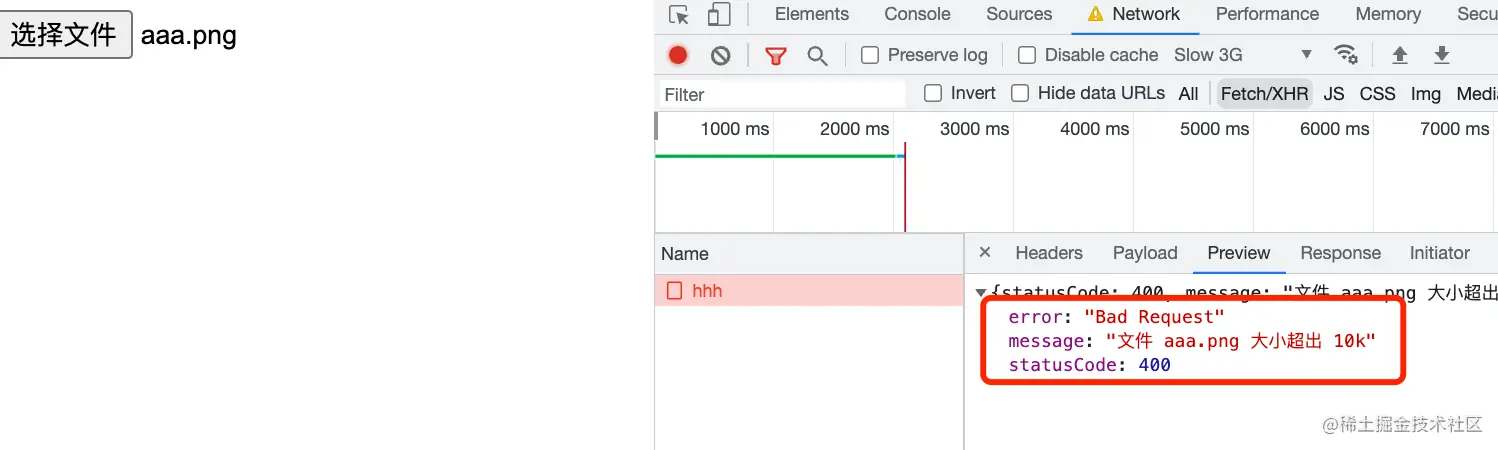 选择文件 aaa.png
Elements Console Sources Network Performance Memory Secu
Preserve log Disable cache Slow 3G
Filter Invert Hide data URLs All Fetch/XHR JS CSS Img Media
1000 ms 2000 ms 3000 ms 4000 ms 5000 ms 6000 ms 7000 ms
Name
× Headers Payload Preview Response Initiator
hhh
{statusCode: 400, message: "文件 aaa.png 大小超出
error: "Bad Request"
message: "文件 aaa.png 大小超出 10k"
statusCode: 400
@稀土掘金技术社区